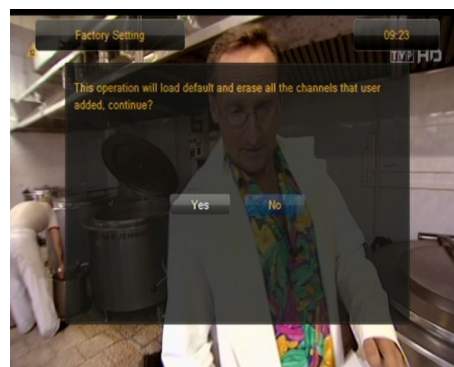 Factory Setting
09:23
TVP HD
This operation will load default and erase all the channels that user
added, continue?
Yes
No